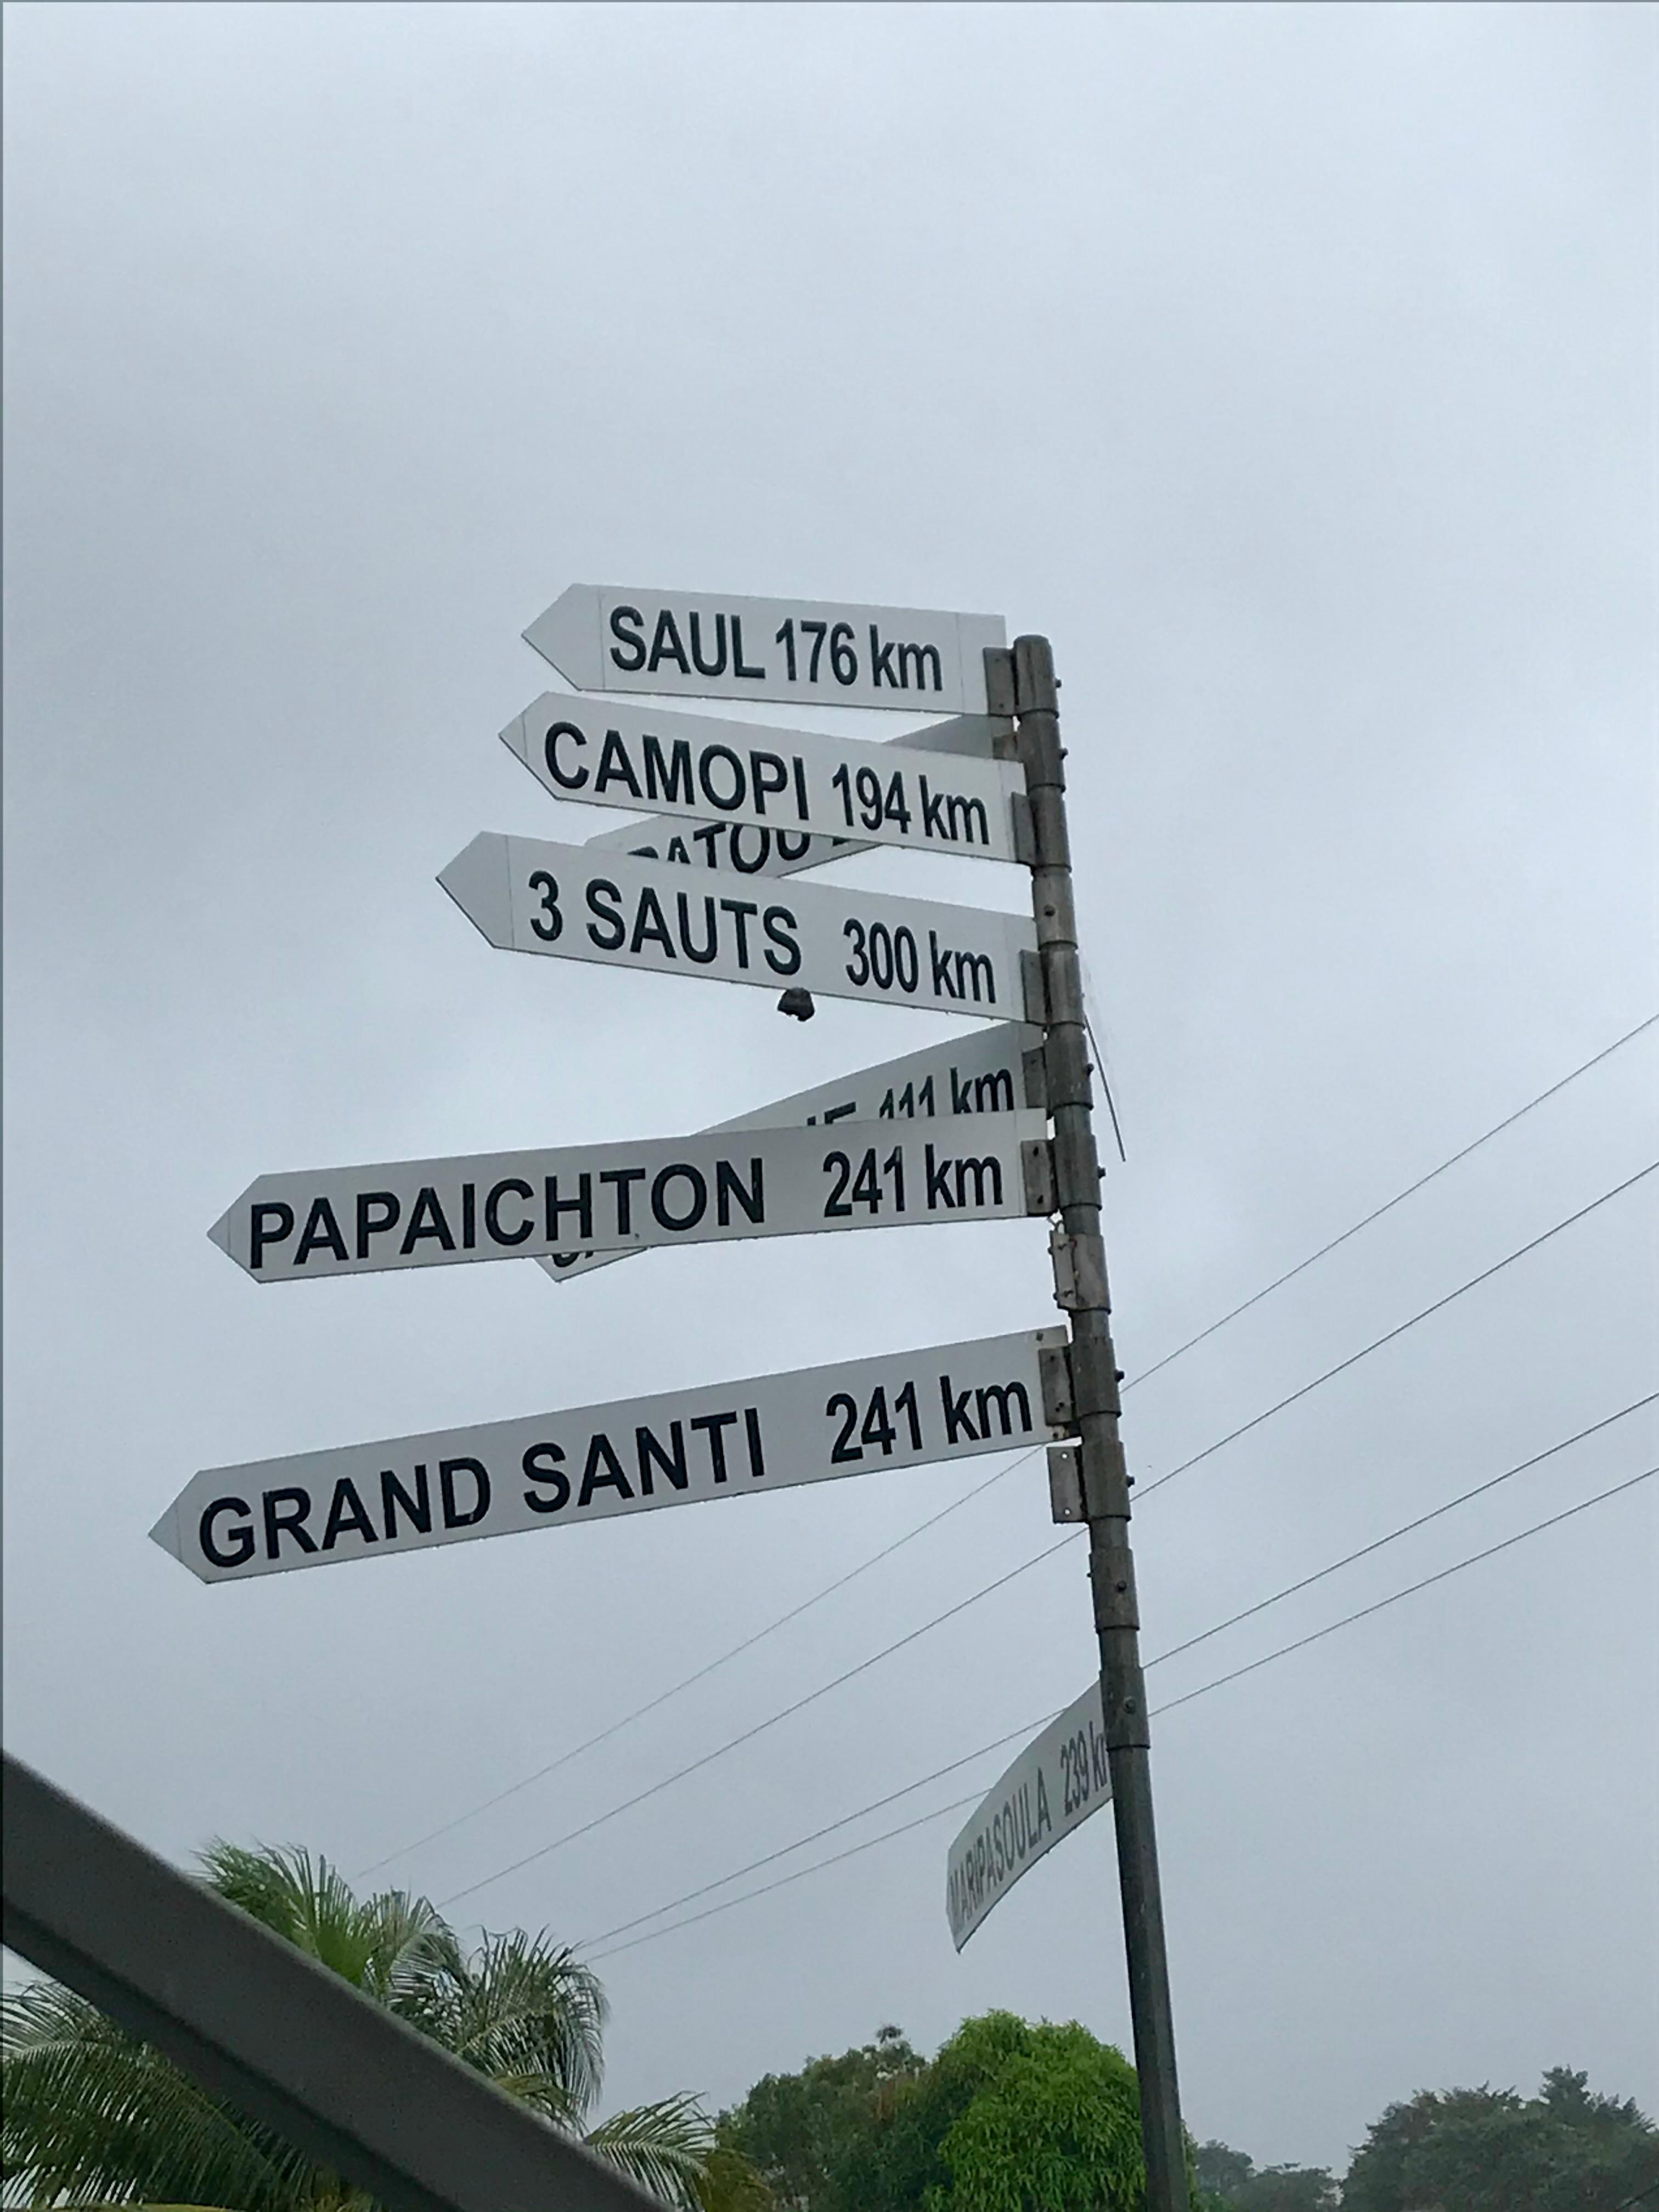 SAUL 176 km
CAMOPI 194 km
3 SAUTS 300 km
111 km
PAPAICHTON 241 km
GRAND SANTI 241 km
MARIPASOULA 239 km